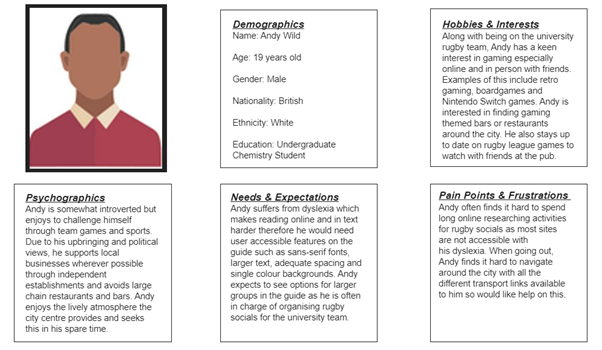 Demographics
Name: Andy Wild
Age: 19 years old
Gender: Male
Nationality: British
Ethnicity: White
Education: Undergraduate
Chemistry Student
Hobbies & Interests
Along with being on the university
rugby team, Andy has a keen
interest in gaming especially
online and in person with friends.
Examples of this include retro
gaming, boardgames and
Nintendo Switch games. Andy is
interested in finding gaming
themed bars or restaurants
around the city. He also stays up
to date on rugby league games to
watch with friends at the pub.
Psychographics
Andy is somewhat introverted but
enjoys to challenge himself
through team games and sports.
Due to his upbringing and political
views, he supports local
businesses wherever possible
through independent
establishments and avoids large
chain restaurants and bars. Andy
enjoys the lively atmosphere the
city centre provides and seeks
this in his spare time.
Needs & Expectations
Andy suffers from dyslexia which
makes reading online and in text
harder therefore he would need
user accessible features on the
guide such as sans-serif fonts,
larger text, adequate spacing and
single colour backgrounds. Andy
expects to see options for larger
groups in the guide as he is often
in charge of organising rugby
socials for the university team.
Pain Points & Frustrations
Andy often finds it hard to spend
long online researching activities
for rugby socials as most sites
are not accessible with
his dyslexia. When going out,
Andy finds it hard to navigate
around the city with all the
different transport links available
to him so would like help on this.